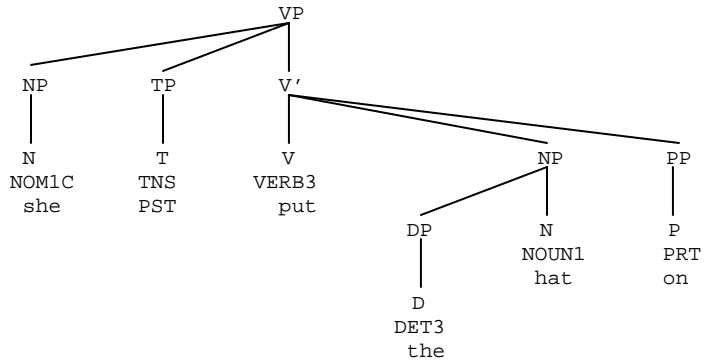 VP
NP TP V’
N T V NP PP
NOM1C TNS VERB3
she PST put
DP N P
NOUN1 PRT
hat on
D
DET3
the